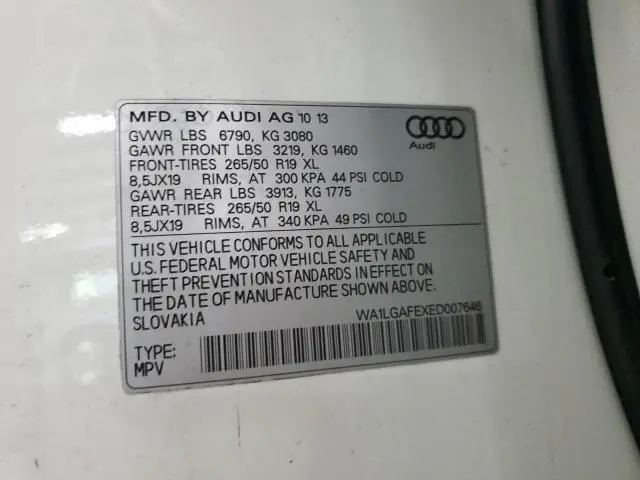 MFD. BY AUDI AG 10 13
GVWR LBS 6790, KG 3080
GAWR FRONT LBS 3219, KG 1460
FRONT-TIRES 265/50 R19 XL
8,5JX19 RIMS, AT 300 KPA 44 PSI COLD
GAWR REAR LBS 3913, KG 1775
REAR-TIRES 265/50 R19 XL
8,5JX19 RIMS, AT 340 KPA 49 PSI COLD
Audi
THIS VEHICLE CONFORMS TO ALL APPLICABLE
U.S. FEDERAL MOTOR VEHICLE SAFETY AND
THEFT PREVENTION STANDARDS IN EFFECT ON
THE DATE OF MANUFACTURE SHOWN ABOVE.
SLOVAKIA
WA1LGAFEXED007646
TYPE:
MPV